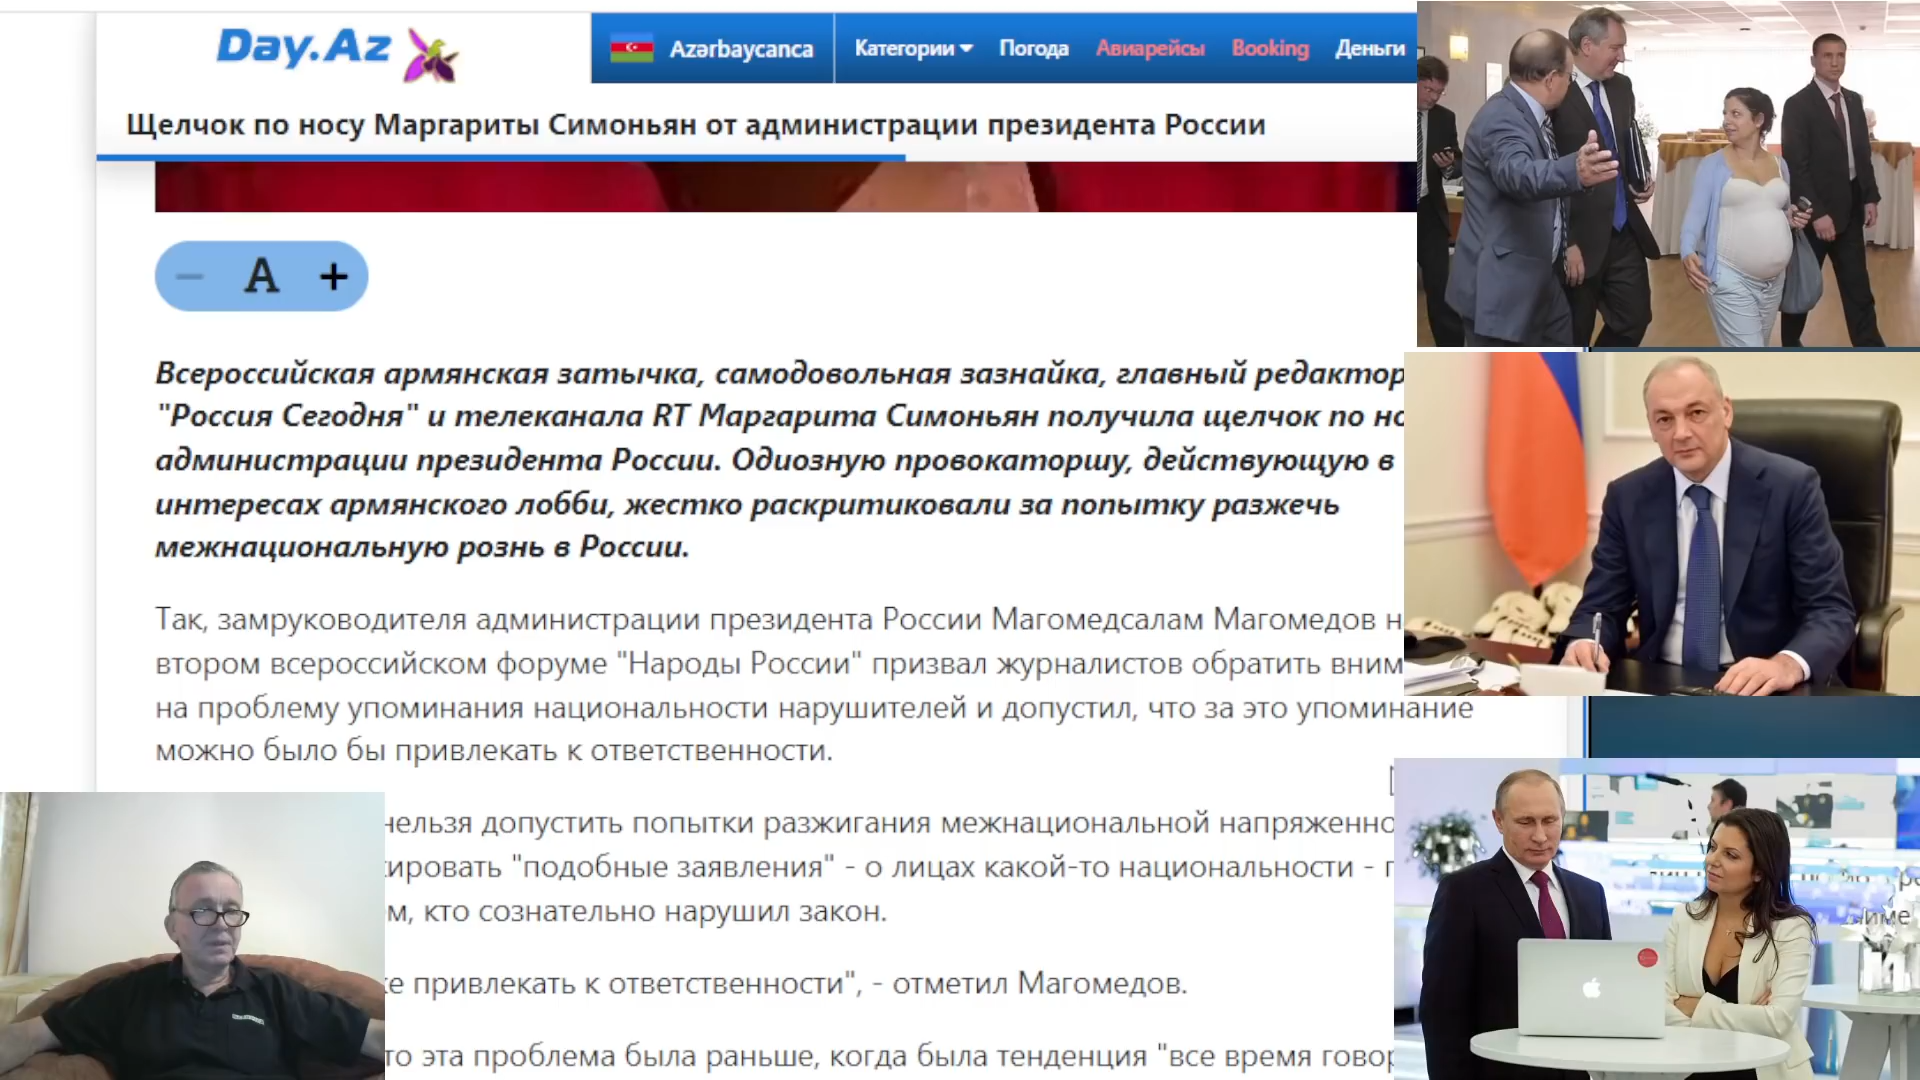 Day.Az
Azərbaycanca
Категории
Погода
Авиарейсы
Booking
Деньги
Щелчок по носу Маргариты Симоньян от администрации президента России
− A +
Всероссийская армянская затычка, самодовольная зазнайка, главный редактор
"Россия Сегодня" и телеканала RT Маргарита Симоньян получила щелчок по но
администрации президента России. Одиозную провокаторшу, действующую в
интересах армянского лобби, жестко раскритиковали за попытку разжечь
межнациональную рознь в России.
Так, замруководителя администрации президента России Магомедсалам Магомедов н
втором всероссийском форуме "Народы России" призвал журналистов обратить вним
на проблему упоминания национальности нарушителей и допустил, что за это упоминание
можно было бы привлекать к ответственности.
нельзя допустить попытки разжигания межнациональной напряженно
ировать "подобные заявления" - о лицах какой-то национальности - п
м, кто сознательно нарушил закон.
е привлекать к ответственности", - отметил Магомедов.
то эта проблема была раньше, когда была тенденция "все время говор